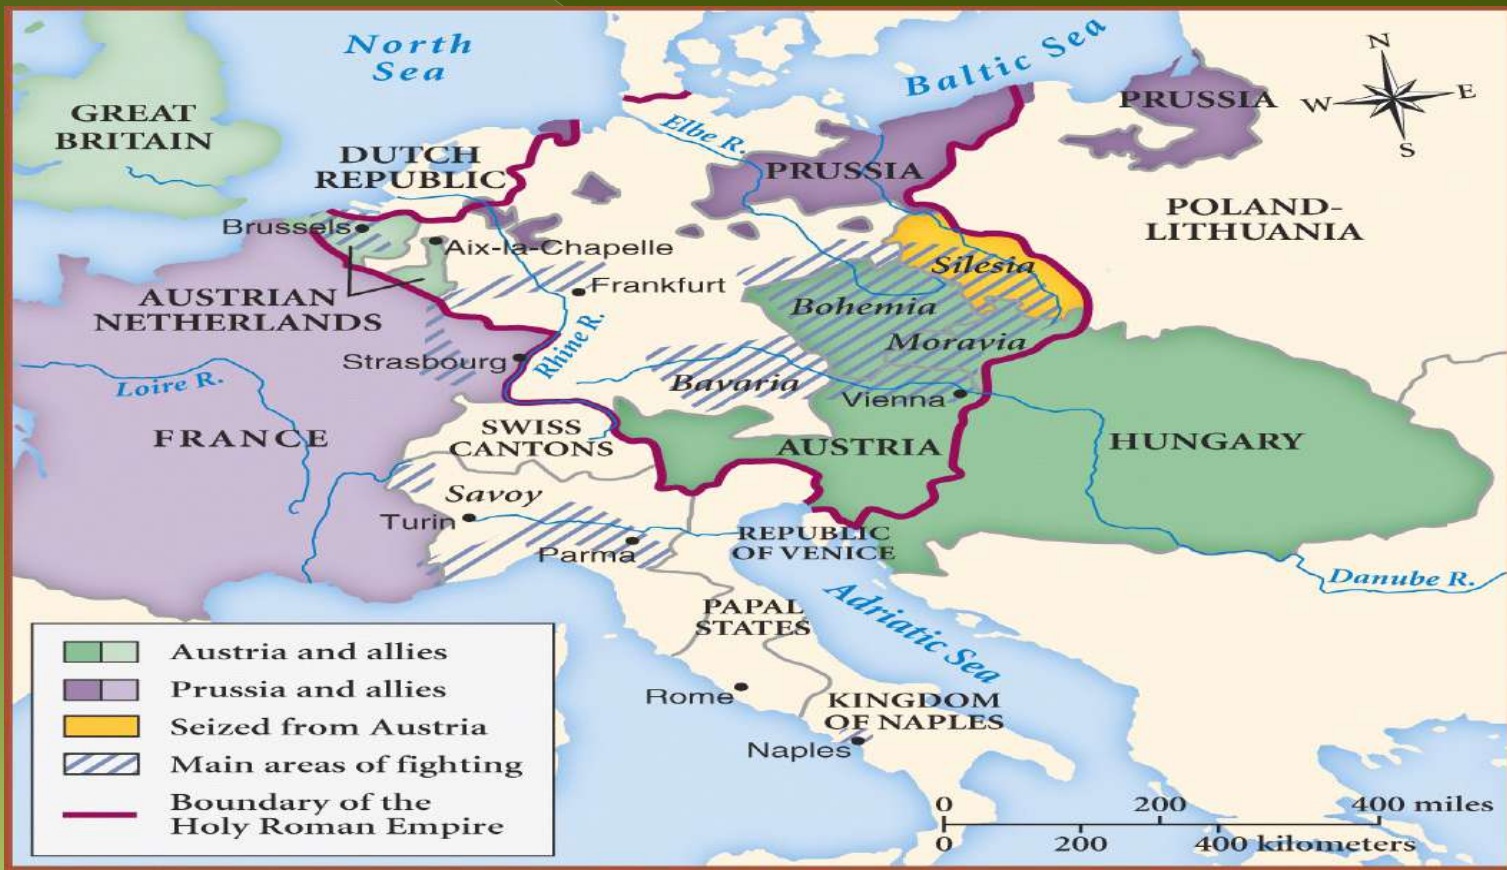 North
Sea
Baltic Sea
N
W
E
S
GREAT
BRITAIN
PRUSSIA
Elbe R.
DUTCH
REPUBLIC
PRUSSIA
POLAND-
LITHUANIA
Brussels
Aix-la-Chapelle
Silesia
Frankfurt
AUSTRIAN
NETHERLANDS
Bohemia
Moravia
Rhine R.
Strasbourg
Loire R.
Bavaria
Vienna
FRANCE
SWISS
CANTONS
AUSTRIA
HUNGARY
Savoy
Turin
Parma
REPUBLIC
OF VENICE
Danube R.
PAPAL
STATES
Adriatic Sea
Rome
KINGDOM
OF NAPLES
Naples
Austria and allies
Prussia and allies
Seized from Austria
Main areas of fighting
Boundary of the
Holy Roman Empire
0 200 400 miles
0 200 400 kilometers